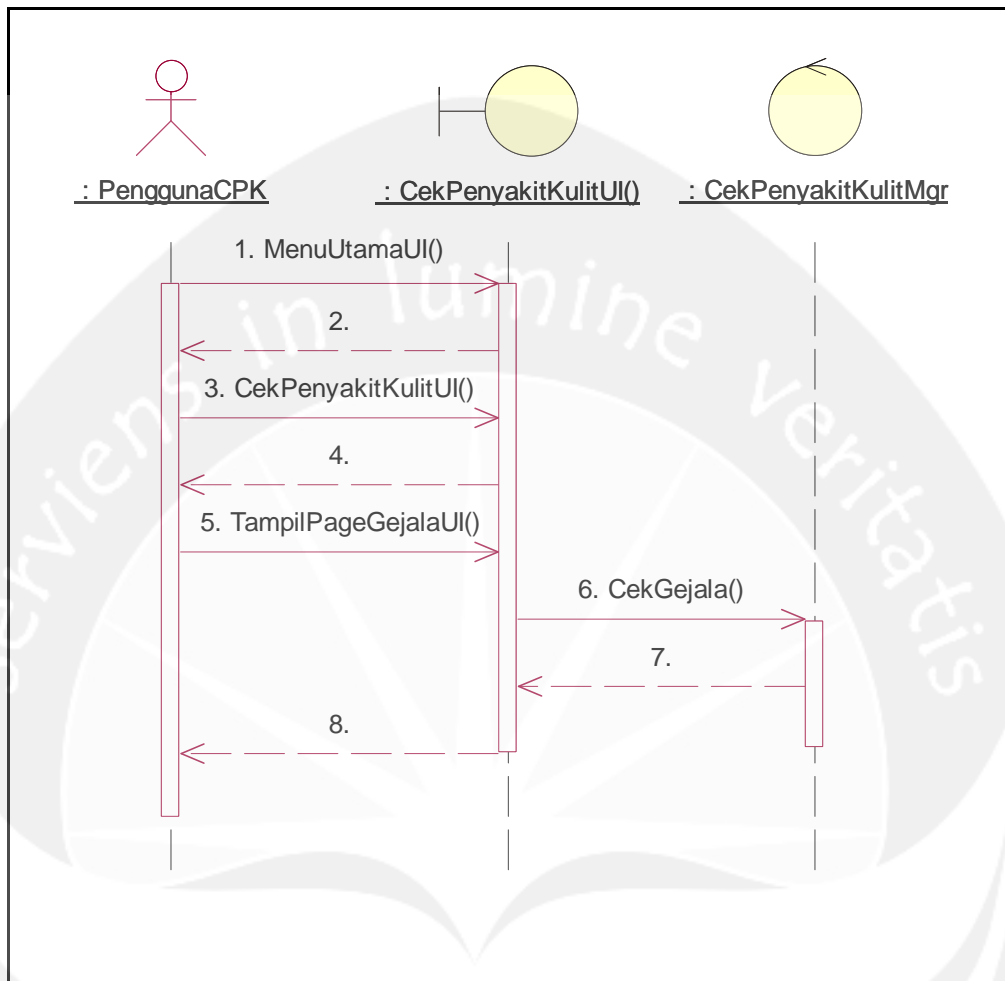 : PenggunaCPK
: CekPenyakitKulitUI()
: CekPenyakitKulitMgr
1. MenuUtamaUI()
2.
3. CekPenyakitKulitUI()
4.
5. TampilPageGejalaUI()
6. CekGejala()
7.
8.
serviens in lumine veritatis